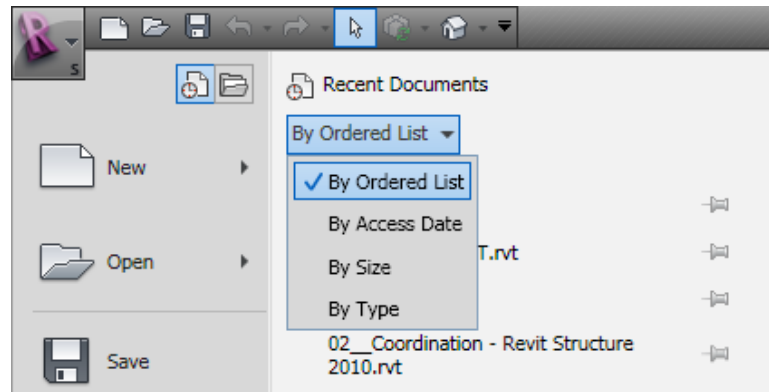 S
Recent Documents
By Ordered List
New
By Ordered List
By Access Date
Open
T.rvt
By Size
By Type
02__Coordination - Revit Structure
2010.rvt
Save